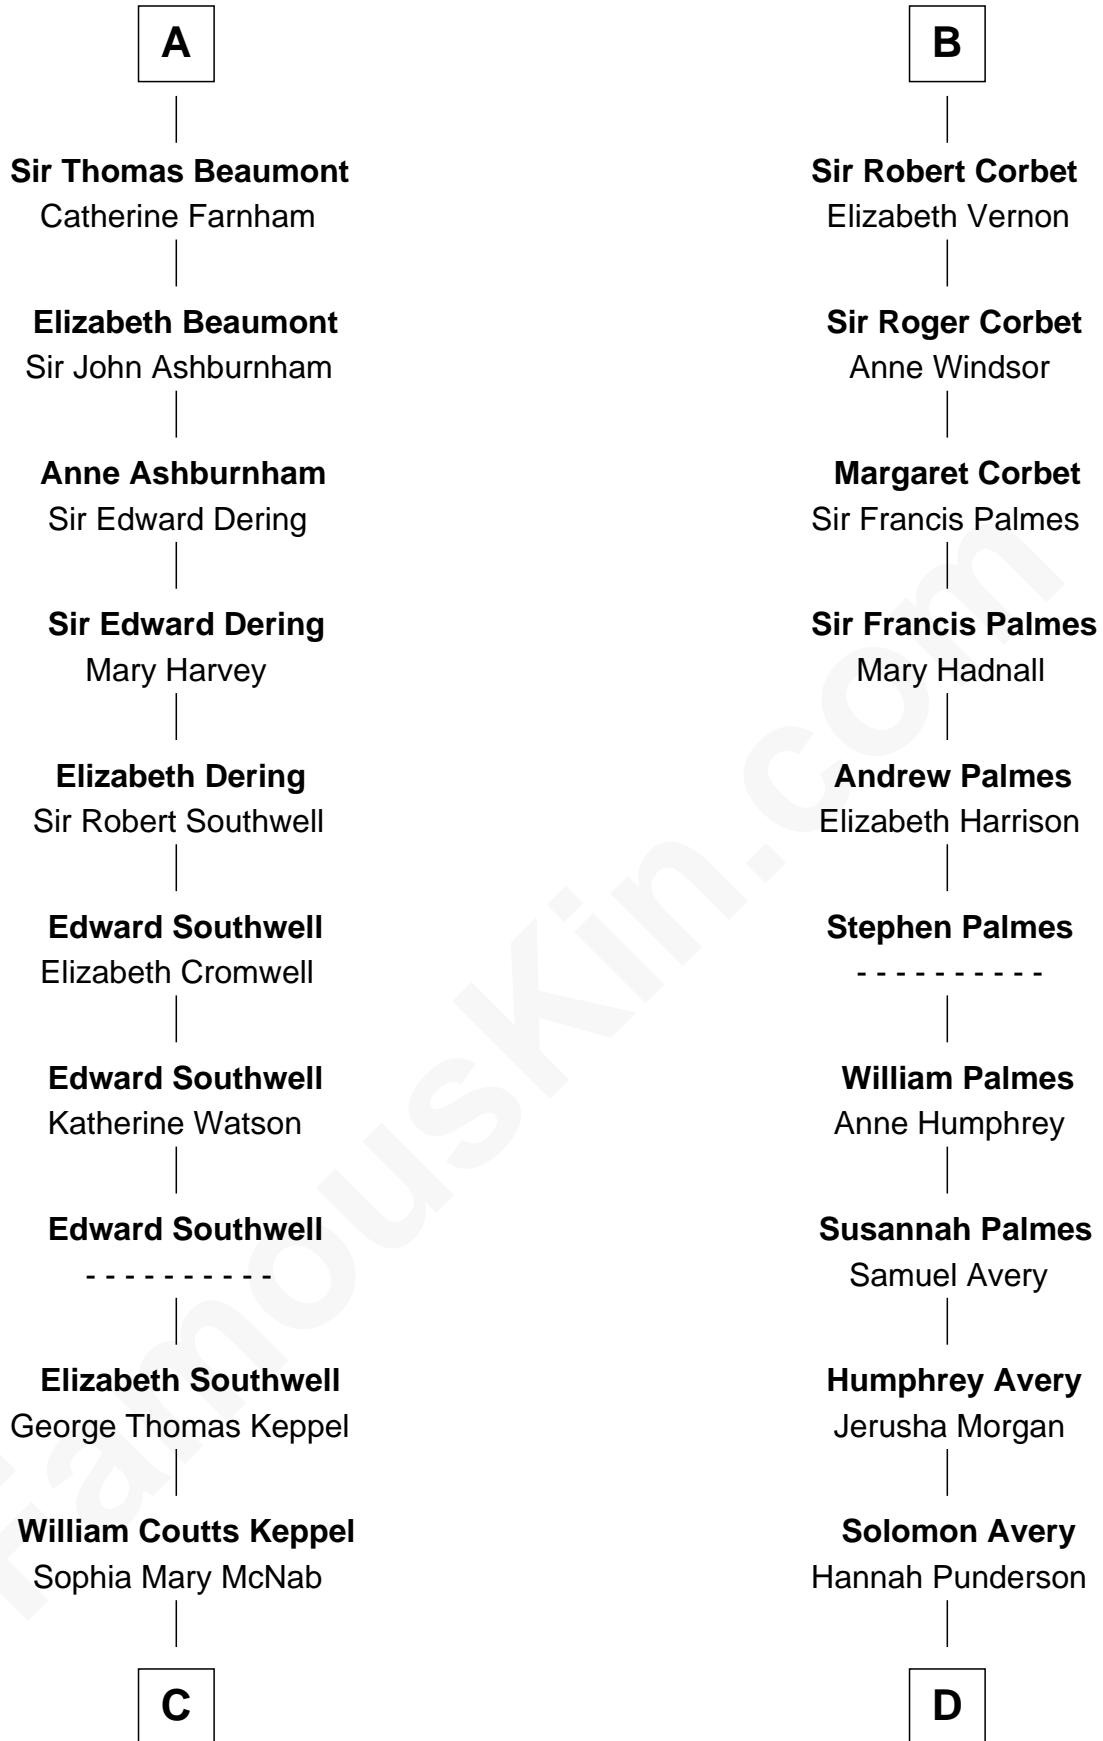 A
Sir Thomas Beaumont
Catherine Farnham
Elizabeth Beaumont
Sir John Ashburnham
Anne Ashburnham
Sir Edward Dering
Sir Edward Dering
Mary Harvey
Elizabeth Dering
Sir Robert Southwell
Edward Southwell
Elizabeth Cromwell
Edward Southwell
Katherine Watson
Edward Southwell
- - - - - - - - - -
Elizabeth Southwell
George Thomas Keppel
William Coutts Keppel
Sophia Mary McNab
C
B
Sir Robert Corbet
Elizabeth Vernon
Sir Roger Corbet
Anne Windsor
Margaret Corbet
Sir Francis Palmes
Sir Francis Palmes
Mary Hadnall
Andrew Palmes
Elizabeth Harrison
Stephen Palmes
- - - - - - - - - -
William Palmes
Anne Humphrey
Susannah Palmes
Samuel Avery
Humphrey Avery
Jerusha Morgan
Solomon Avery
Hannah Punderson
D
FamousKin.com